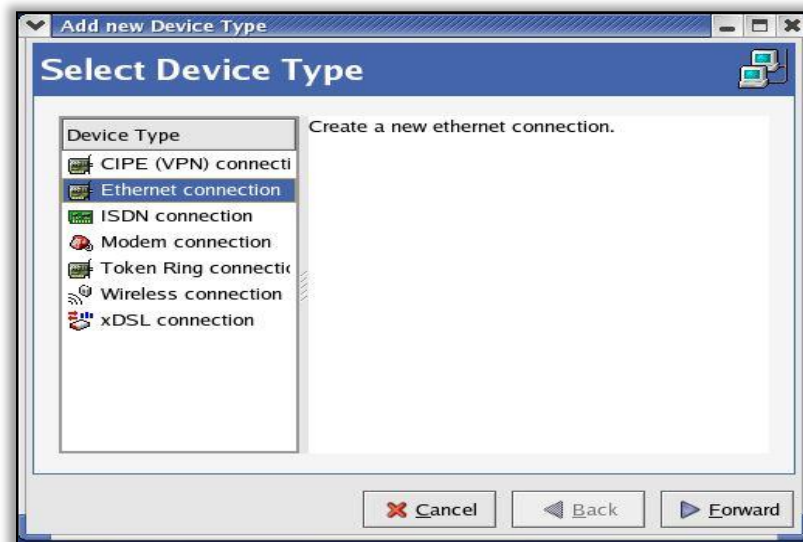 Add new Device Type
Select Device Type
Device Type
CIPE (VPN) connecti
Ethernet connection
ISDN connection
Modem connection
Token Ring connectio
Wireless connection
xDSL connection
Create a new ethernet connection.
Cancel
Back
Forward